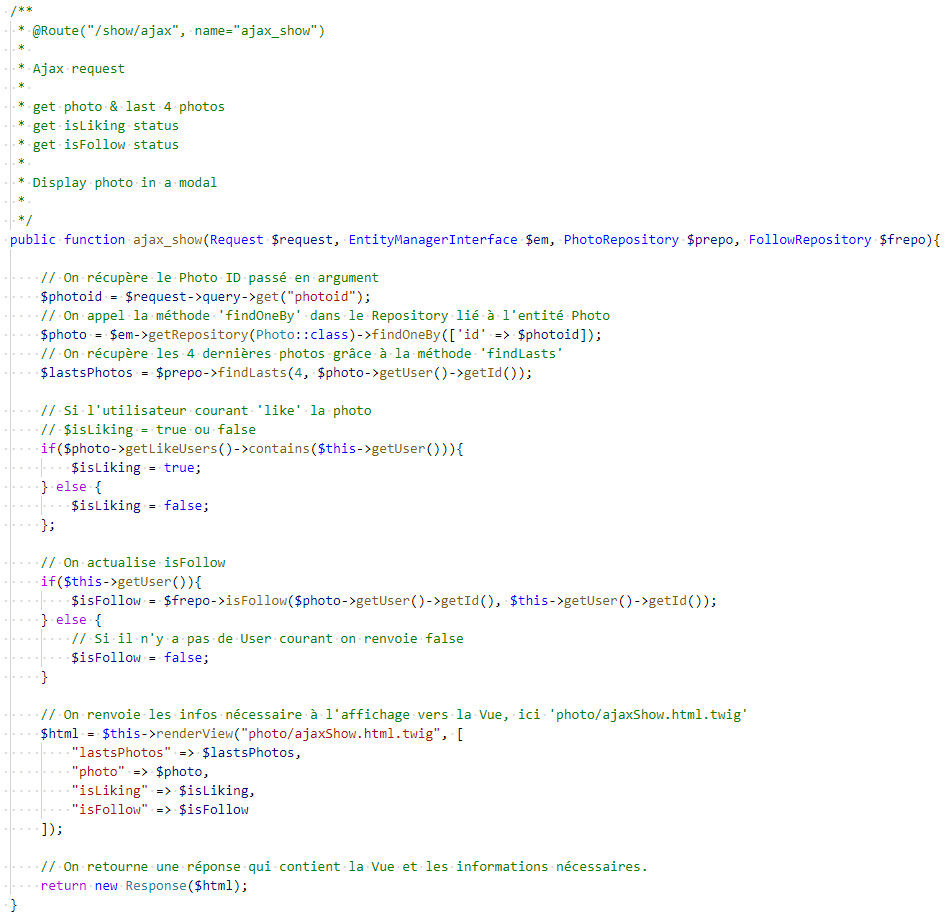 /**
* @Route("/show/ajax", name="ajax_show")
*
* Ajax request
*
* get photo & last 4 photos
* get isLiking status
* get isFollow status
*
* Display photo in a modal
*
*/
public function ajax_show(Request $request, EntityManagerInterface $em, PhotoRepository $prepo, FollowRepository $frepo){
// On récupère le Photo ID passé en argument
$photoid = $request->query->get("photoid");
// On appel la méthode 'findOneBy' dans le Repository lié à l'entité Photo
$photo = $em->getRepository(Photo::class)->findOneBy(['id' => $photoid]);
// On récupère les 4 dernières photos grâce à la méthode 'findLasts'
$lastsPhotos = $prepo->findLasts(4, $photo->getUser()->getId());
// Si l'utilisateur courant 'like' la photo
// $isLiking = true ou false
if($photo->getLikeUsers()->contains($this->getUser())){
$isLiking = true;
} else {
$isLiking = false;
};
// On actualise isFollow
if($this->getUser()){
$isFollow = $frepo->isFollow($photo->getUser()->getId(), $this->getUser()->getId());
} else {
// Si il n'y a pas de User courant on renvoie false
$isFollow = false;
}
// On renvoie les infos nécessaire à l'affichage vers la Vue, ici 'photo/ajaxShow.html.twig'
$html = $this->renderView("photo/ajaxShow.html.twig", [
"lastsPhotos" => $lastsPhotos,
"photo" => $photo,
"isLiking" => $isLiking,
"isFollow" => $isFollow
]);
// On retourne une réponse qui contient la Vue et les informations nécessaires.
return new Response($html);
}